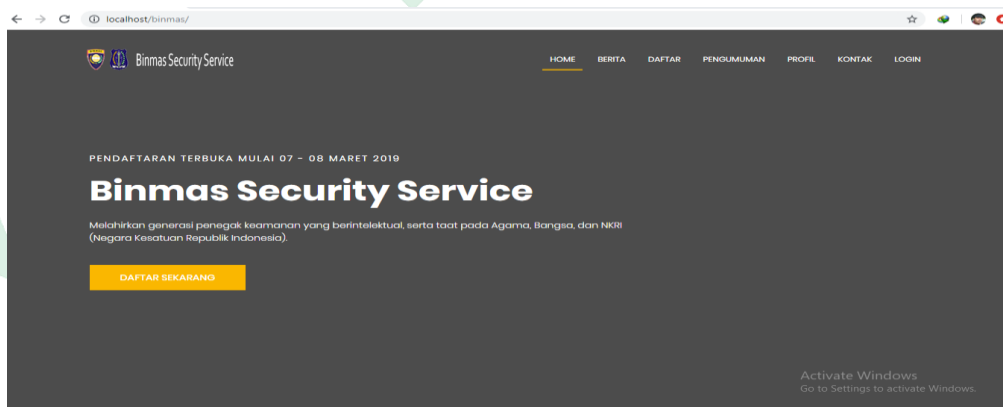 localhost/binmas/
Binmas Security Service
HOME BERITA DAFTAR PENGUMUMAN PROFIL KONTAK LOGIN
PENDAFTARAN TERBUKA MULAI 07 - 08 MARET 2019
Binmas Security Service
Melahirkan generasi penegak keamanan yang berintelektual, serta taat pada Agama, Bangsa, dan NKRI
(Negara Kesatuan Republik Indonesia).
DAFTAR SEKARANG
Activate Windows
Go to Settings to activate Windows.